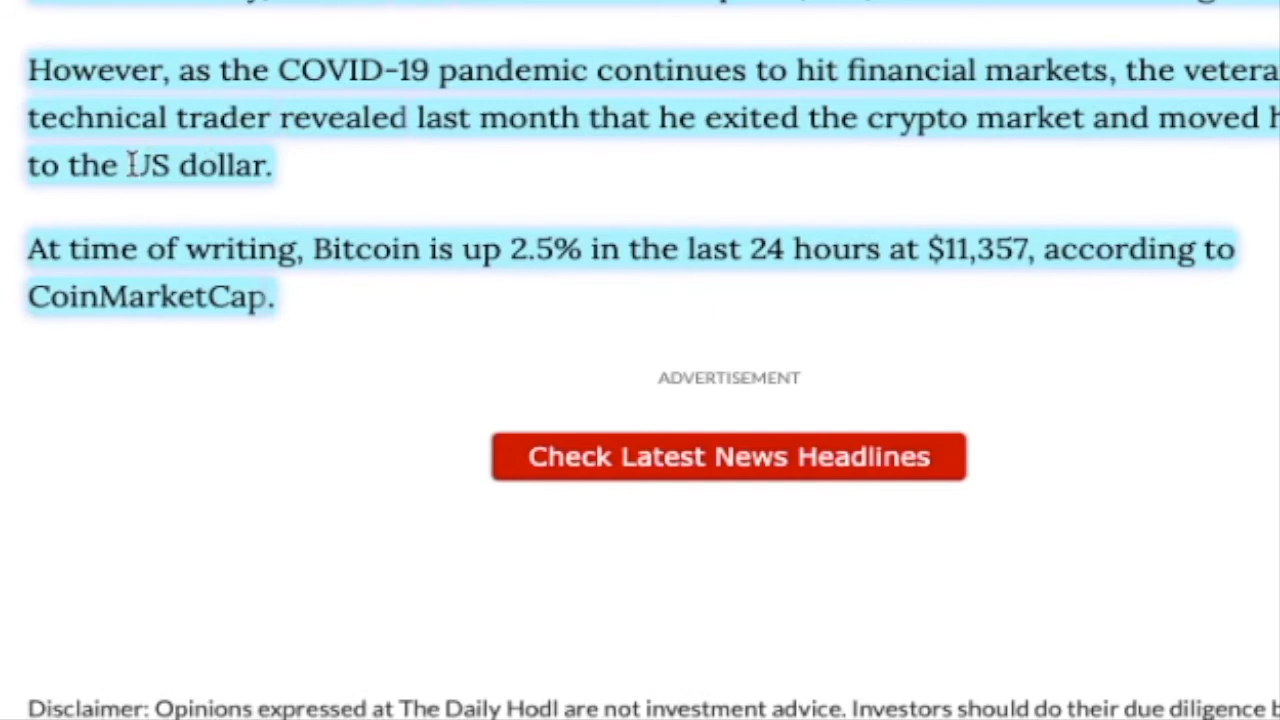 However, as the COVID-19 pandemic continues to hit financial markets, the
technical trader revealed last month that he exited the crypto market and moved
to the US dollar.
At time of writing, Bitcoin is up 2.5% in the last 24 hours at $11,357, according to
CoinMarketCap.
ADVERTISEMENT
Check Latest News Headlines
Disclaimer: Opinions expressed at The Daily Hodl are not investment advice. Investors should do their due diligence